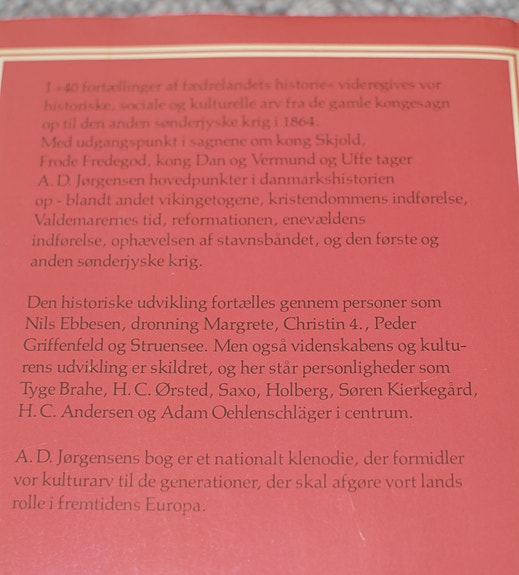 I »40 fortællinger af fædrelandets historie« videregives vor
historiske, sociale og kulturelle arv fra de gamle kongesagn
op til den anden sønderjyske krig i 1864.
Med udgangspunkt i sagnene om kong Skjold,
Frode Fredegod, kong Dan og Vermund og Uffe tager
A. D. Jørgensen hovedpunkter i danmarkshistorien
op - blandt andet vikingetogene, kristendommens indførelse,
Valdemarernes tid, reformationen, enevældens
indførelse, ophævelsen af stavnsbåndet, og den første og
anden sønderjyske krig.
Den historiske udvikling fortælles gennem personer som
Nils Ebbesen, dronning Margrete, Christin 4., Peder
Griffenfeld og Struensee. Men også videnskabens og kultu-
rens udvikling er skildret, og her står personligheder som
Tyge Brahe, H. C. Ørsted, Saxo, Holberg, Søren Kierkegård,
H. C. Andersen og Adam Oehlenschläger i centrum.
A. D. Jørgensens bog er et nationalt klenodie, der formidler
vor kulturarv til de generationer, der skal afgøre vort lands
rolle i fremtidens Europa.